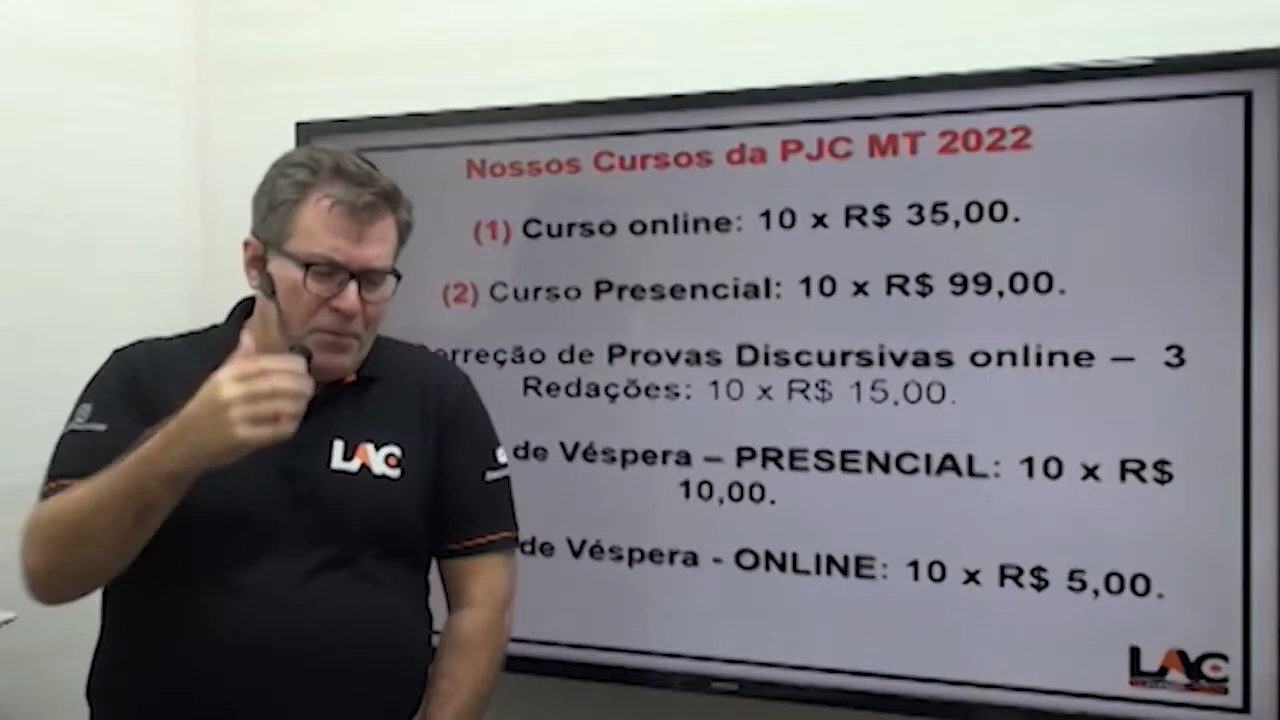 Nossos Cursos da PJC MT 2022
(1) Curso online: 10 x R$ 35,00.
(2) Curso Presencial: 10 x R$ 99,00.
orreção de Provas Discursivas online – 3
Redações: 10 x R$ 15,00.
de Véspera – PRESENCIAL: 10 x R$
10,00.
de Véspera - ONLINE: 10 x R$ 5,00.
LAC
LAC